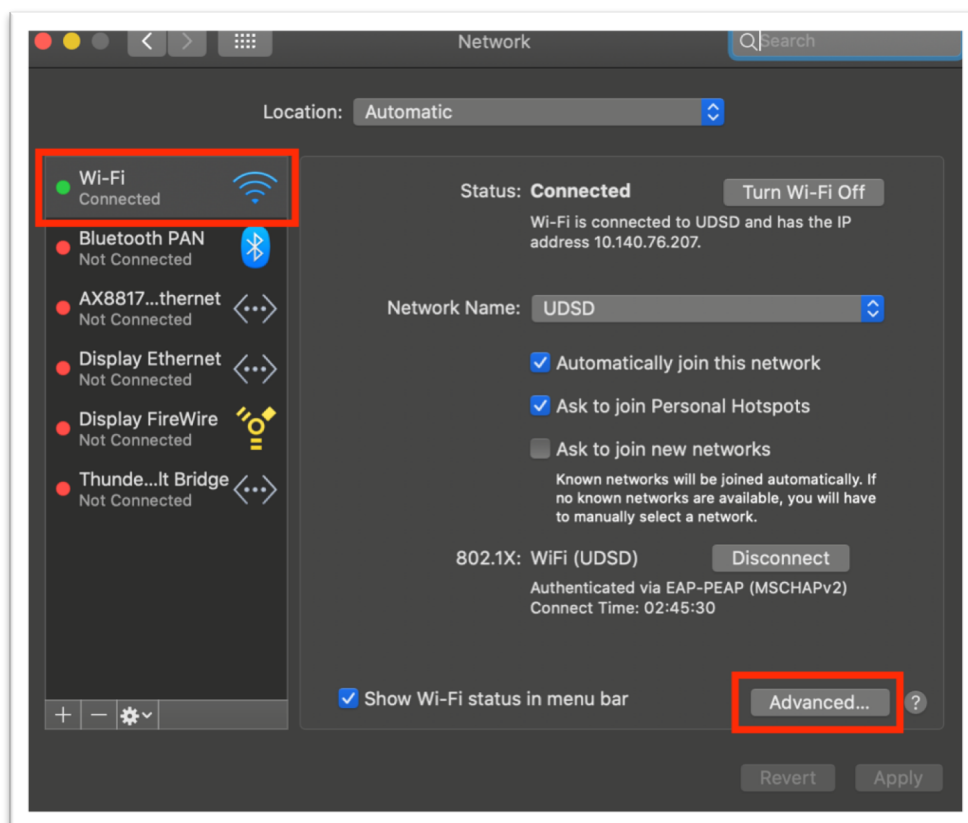 Network
Search
Location: Automatic
Wi-Fi
Connected
Bluetooth PAN
Not Connected
AX8817...thernet
Not Connected
Display Ethernet
Not Connected
Display FireWire
Not Connected
Thunde...lt Bridge
Not Connected
Status: Connected
Turn Wi-Fi Off
Wi-Fi is connected to UDSD and has the IP
address 10.140.76.207.
Network Name: UDSD
Automatically join this network
Ask to join Personal Hotspots
Ask to join new networks
Known networks will be joined automatically. If
no known networks are available, you will have
to manually select a network.
802.1X: WiFi (UDSD)
Disconnect
Authenticated via EAP-PEAP (MSCHAPv2)
Connect Time: 02:45:30
Show Wi-Fi status in menu bar
Advanced...
?
Revert
Apply